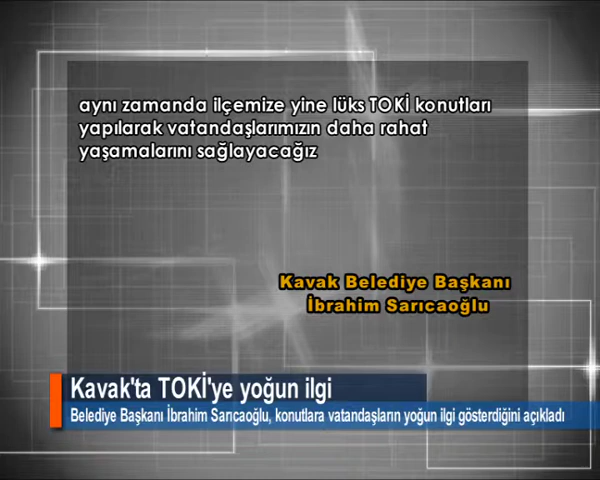 aynı zamanda ilçemize yine lüks TOKİ konutları
yapılarak vatandaşlarımızın daha rahat
yaşamalarını sağlayacağız
Kavak Belediye Başkanı
İbrahim Sarıcaoğlu
Kavak'ta TOKİ'ye yoğun ilgi
Belediye Başkanı İbrahim Sarıcaoğlu, konutlara vatandaşların yoğun ilgi gösterdiğini açıkladı